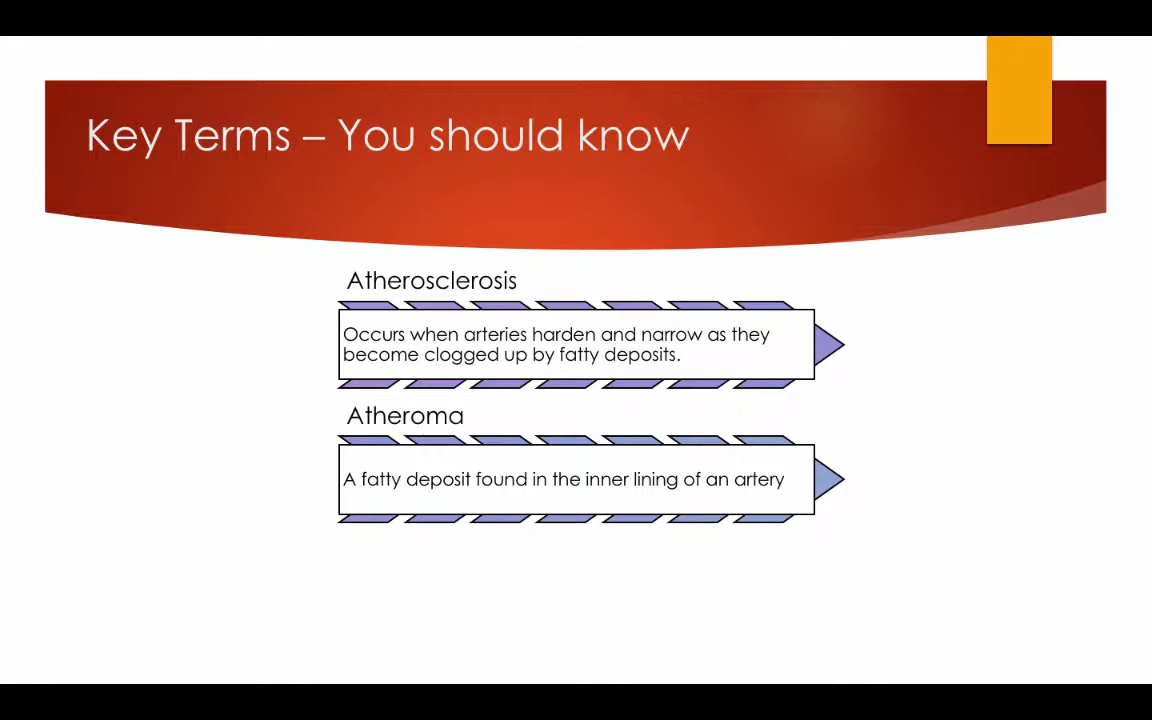 Key Terms – You should know
Atherosclerosis
Occurs when arteries harden and narrow as they
become clogged up by fatty deposits.
Atheroma
A fatty deposit found in the inner lining of an artery